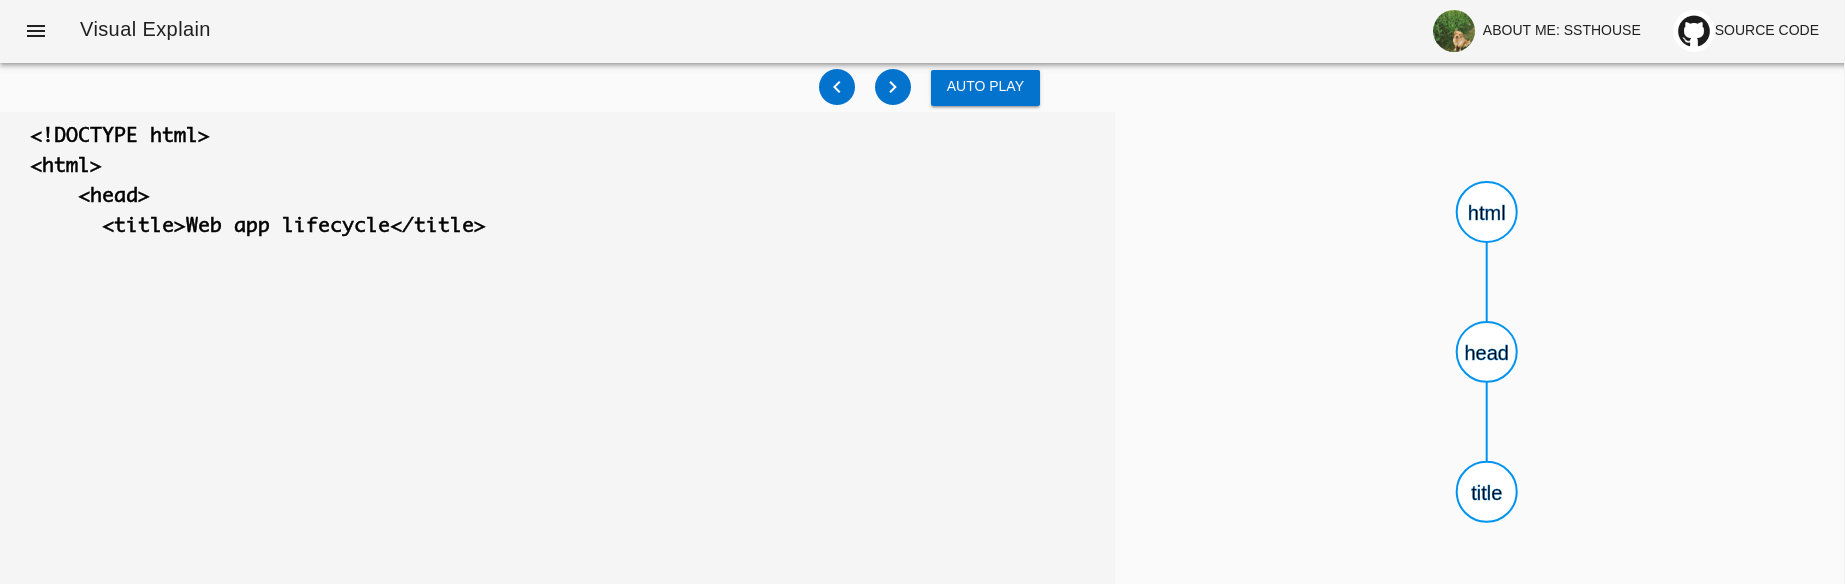 Visual Explain
ABOUT ME: SSTHOUSE
SOURCE CODE
AUTO PLAY
<!DOCTYPE html>
<html>
    <head>
      <title>Web app lifecycle</title>
html
head
title